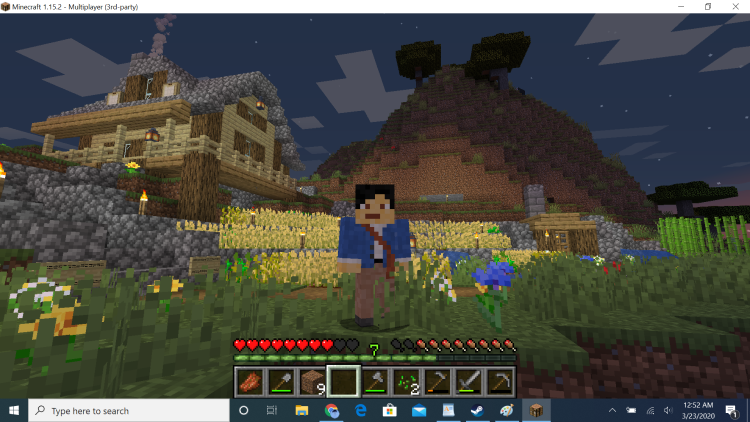 Minecraft 1.15.2 - Multiplayer (3rd-party)
7
9
2
Type here to search
12:52 AM
3/23/2020
1